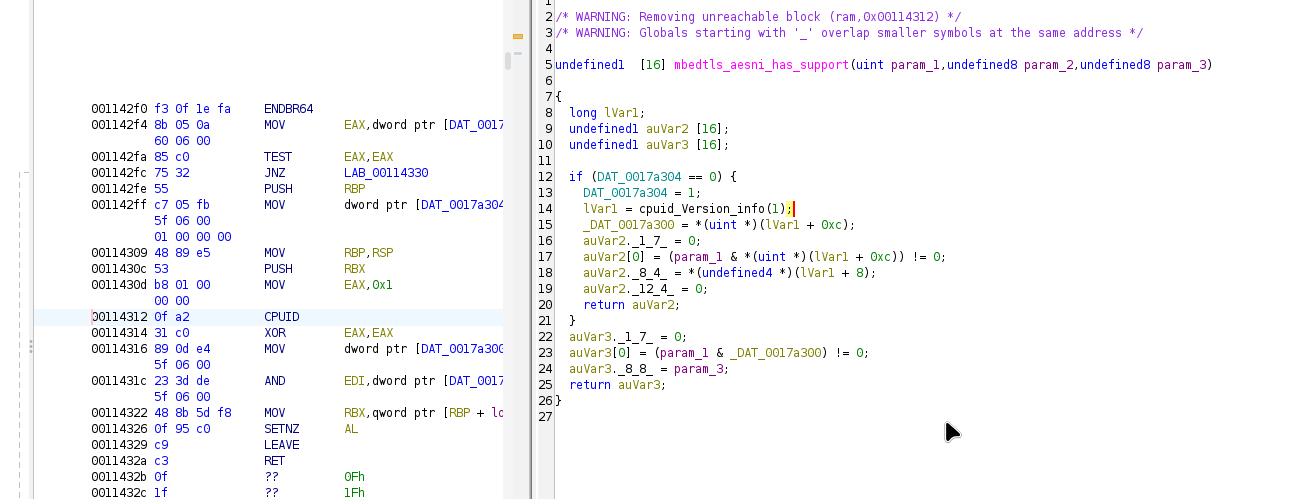 001142f0 f3 0f 1e fa ENDBR64
001142f4 8b 05 0a MOV EAX,dword ptr [DAT_0017
60 06 00
001142fa 85 c0 TEST EAX,EAX
001142fc 75 32 JNZ LAB_00114330
001142fe 55 PUSH RBP
001142ff c7 05 fb MOV dword ptr [DAT_0017a304
5f 06 00
01 00 00 00
00114309 48 89 e5 MOV RBP,RSP
0011430c 53 PUSH RBX
0011430d b8 01 00 MOV EAX,0x1
00 00
00114312 0f a2 CPUID
00114314 31 c0 XOR EAX,EAX
00114316 89 0d e4 MOV dword ptr [DAT_0017a300
5f 06 00
0011431c 23 3d de AND EDI,dword ptr [DAT_0017
5f 06 00
00114322 48 8b 5d f8 MOV RBX,qword ptr [RBP + lo
00114326 0f 95 c0 SETNZ AL
00114329 c9 LEAVE
0011432a c3 RET
0011432b 0f ?? 0Fh
0011432c 1f ?? 1Fh
1
2 /* WARNING: Removing unreachable block (ram,0x00114312) */
3 /* WARNING: Globals starting with '_' overlap smaller symbols at the same address */
4
5 undefined1 [16] mbedtls_aesni_has_support(uint param_1,undefined8 param_2,undefined8 param_3)
6
7 {
8 long lVar1;
9 undefined1 auVar2 [16];
10 undefined1 auVar3 [16];
11
12 if (DAT_0017a304 == 0) {
13 DAT_0017a304 = 1;
14 lVar1 = cpuid_Version_info(1);
15 _DAT_0017a300 = *(uint *)(lVar1 + 0xc);
16 auVar2._1_7_ = 0;
17 auVar2[0] = (param_1 & *(uint *)(lVar1 + 0xc)) != 0;
18 auVar2._8_4_ = *(undefined4 *)(lVar1 + 8);
19 auVar2._12_4_ = 0;
20 return auVar2;
21 }
22 auVar3._1_7_ = 0;
23 auVar3[0] = (param_1 & _DAT_0017a300) != 0;
24 auVar3._8_8_ = param_3;
25 return auVar3;
26 }
27